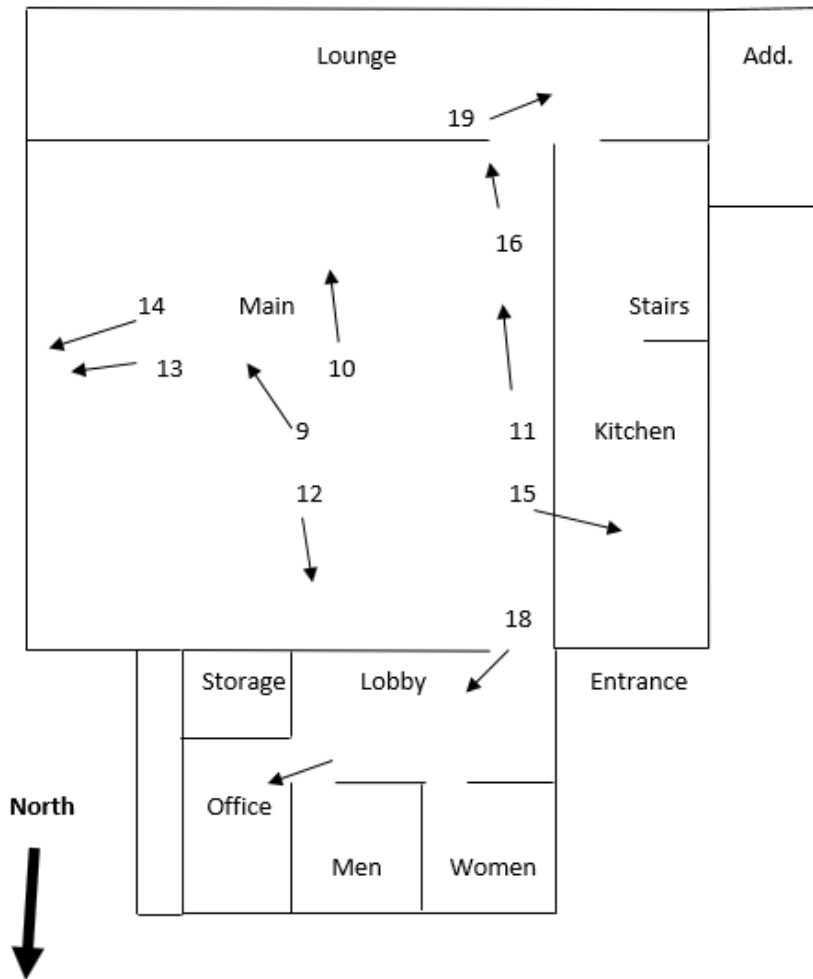 Lounge Add.
19
16
14 Main Stairs
13 10
9 11 Kitchen
12 15
18
Storage Lobby Entrance
North Office
Men Women